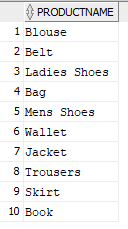 PRODUCTNAME
1 Blouse
2 Belt
3 Ladies Shoes
4 Bag
5 Mens Shoes
6 Wallet
7 Jacket
8 Trousers
9 Skirt
10 Book